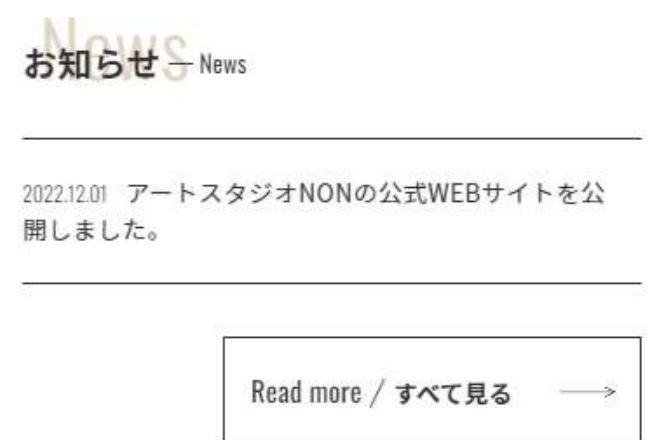 News
お知らせ — News
2022.12.01 アートスタジオNONの公式WEBサイトを公
開しました。
Read more / すべて見る